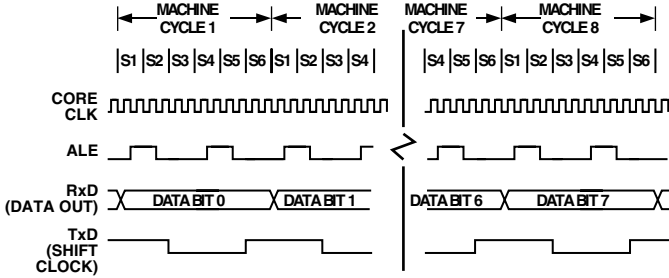 MACHINE CYCLE 1
MACHINE CYCLE 2
MACHINE CYCLE 7
MACHINE CYCLE 8
S1 S2 S3 S4 S5 S6 S1 S2 S3 S4
S4 S5 S6 S1 S2 S3 S4 S5 S6
CORE
CLK
ALE
RxD
(DATA OUT)
DATA BIT 0
DATA BIT 1
DATA BIT 6
DATA BIT 7
TxD
(SHIFT
CLOCK)